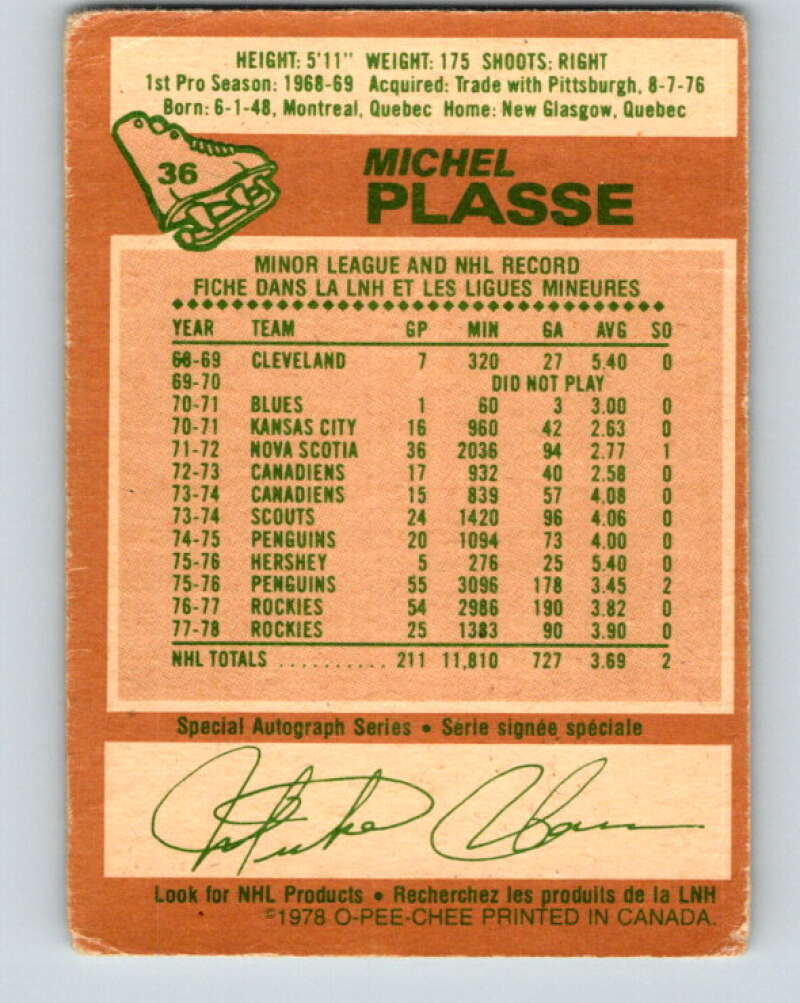 HEIGHT: 5'11" WEIGHT: 175 SHOOTS: RIGHT
1st Pro Season: 1968-69 Acquired: Trade with Pittsburgh, 8-7-76
Born: 6-1-48, Montreal, Quebec Home: New Glasgow, Quebec
36
MICHEL
PLASSE
MINOR LEAGUE AND NHL RECORD
FICHE DANS LA LNH ET LES LIGUES MINEURES
YEAR TEAM GP MIN GA AVG SO
68-69 CLEVELAND 7 320 27 5.40 0
69-70 DID NOT PLAY
70-71 BLUES 1 60 3 3.00 0
70-71 KANSAS CITY 16 960 42 2.63 0
71-72 NOVA SCOTIA 36 2036 94 2.77 1
72-73 CANADIENS 17 932 40 2.58 0
73-74 CANADIENS 15 839 57 4.08 0
73-74 SCOUTS 24 1420 96 4.06 0
74-75 PENGUINS 20 1094 73 4.00 0
75-76 HERSHEY 5 276 25 5.40 0
75-76 PENGUINS 55 3096 178 3.45 2
76-77 ROCKIES 54 2986 190 3.82 0
77-78 ROCKIES 25 1383 90 3.90 0
NHL TOTALS .......... 211 11,810 727 3.69 2
Special Autograph Series • Série signée spéciale
Look for NHL Products • Recherchez les produits de la LNH
©1978 O-PEE-CHEE PRINTED IN CANADA.